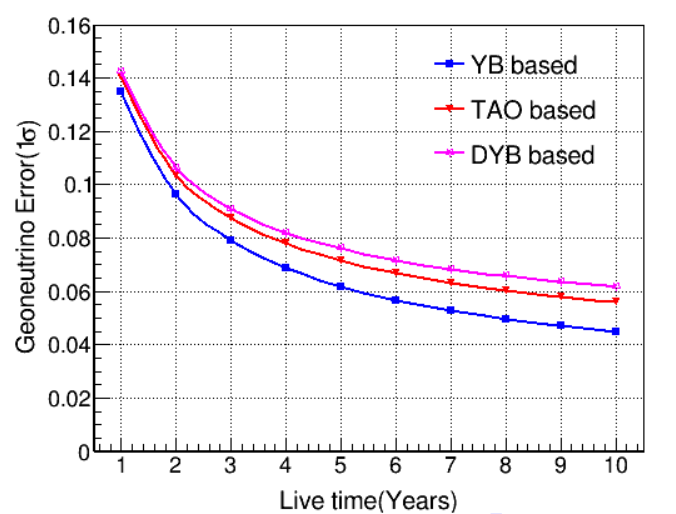 0.16
0.14
0.12
0.1
0.08
0.06
0.04
0.02
0
Geoneutrino Error(1σ)
YB based
TAO based
DYB based
1 2 3 4 5 6 7 8 9 10
Live time(Years)